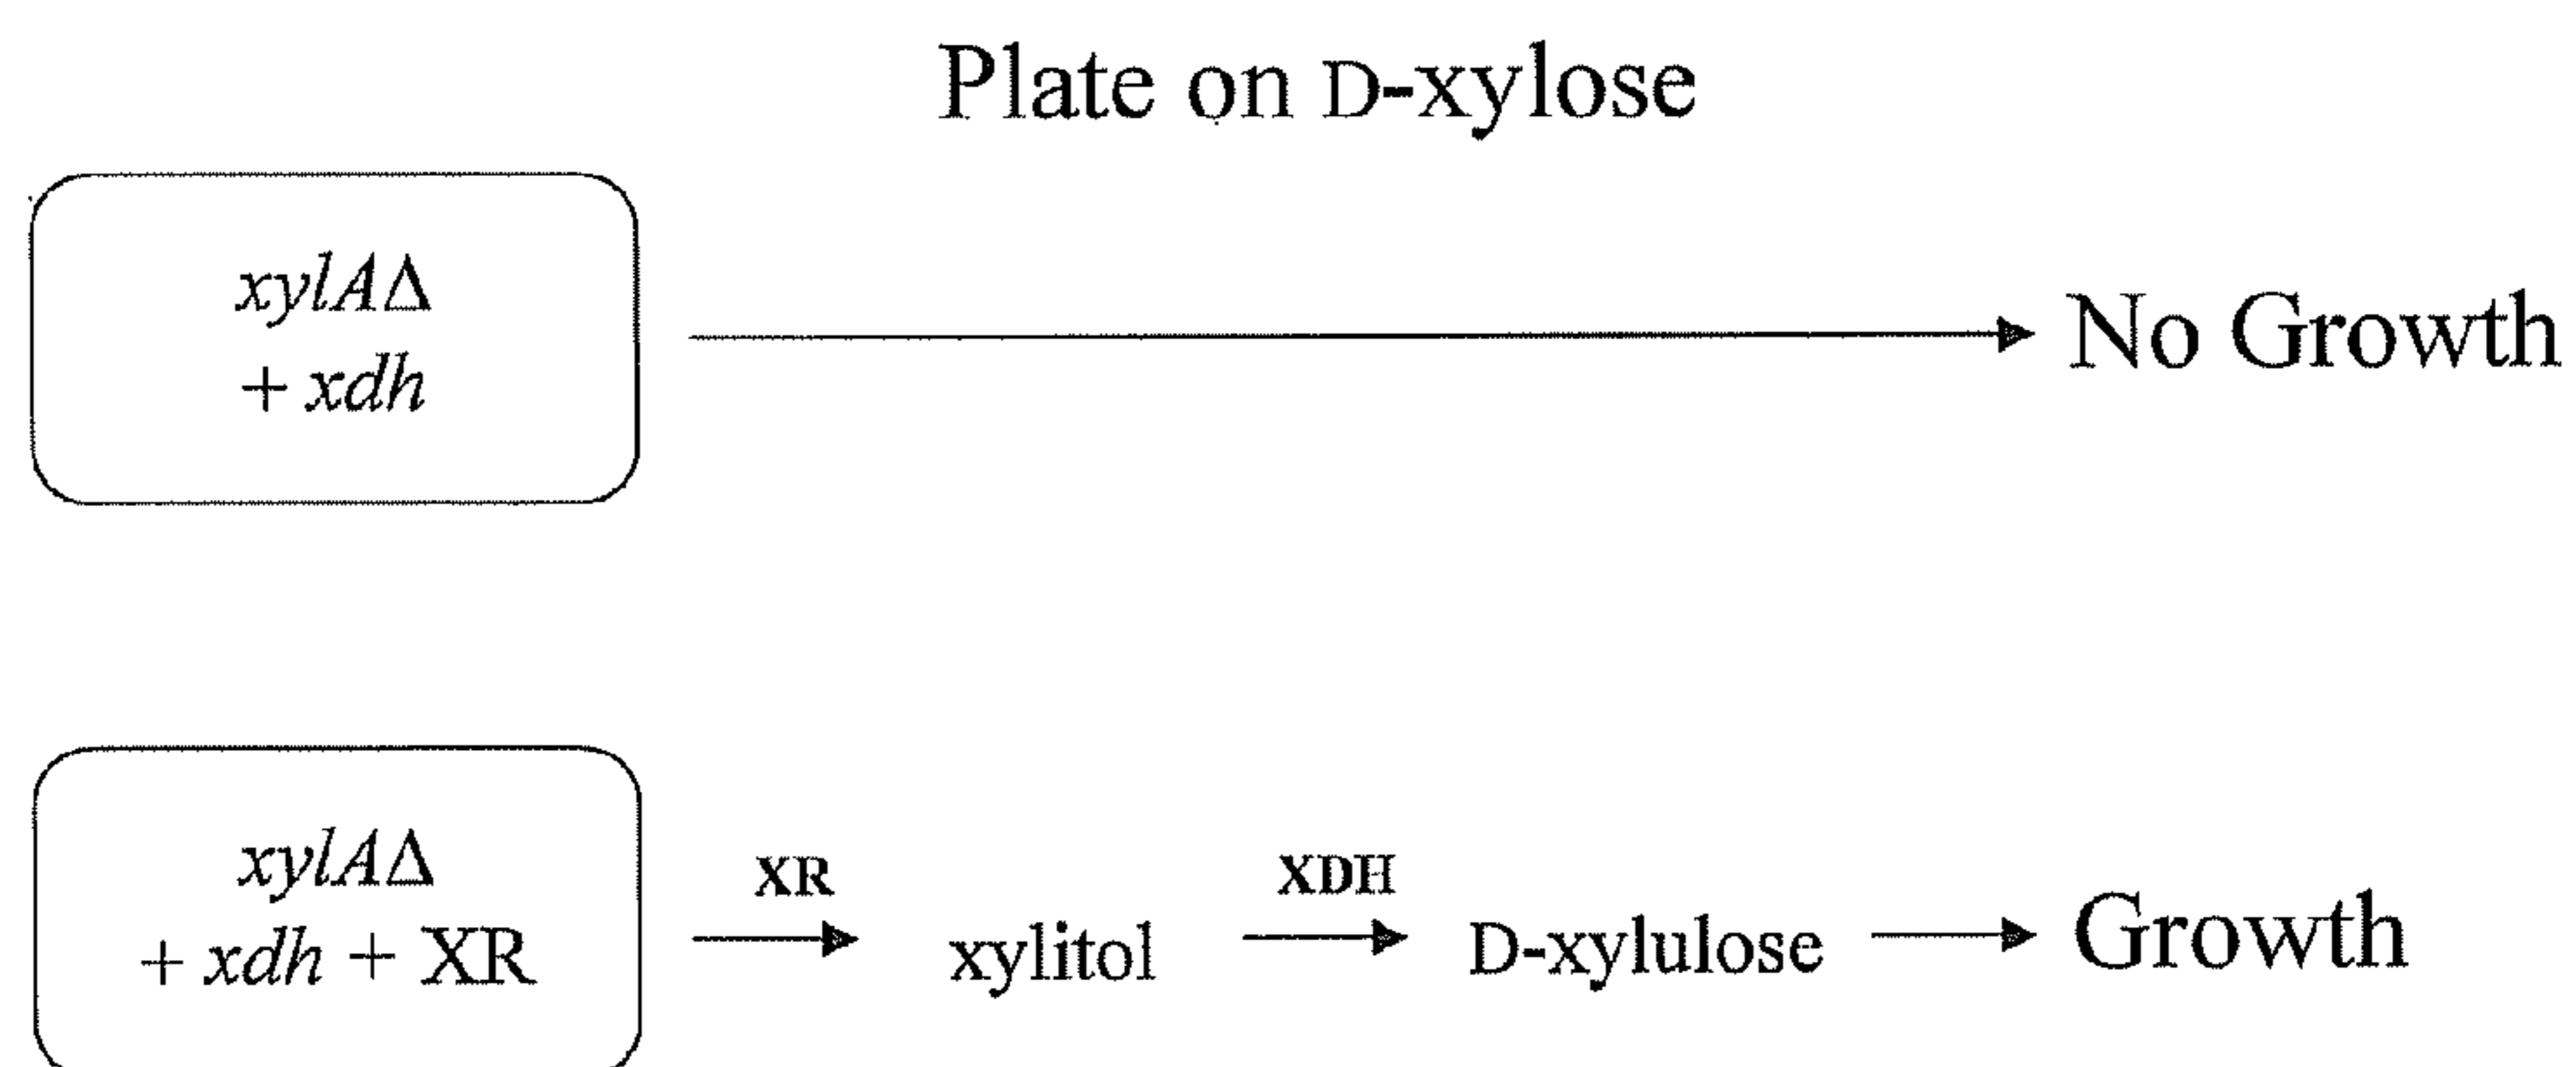 Plate on D-xylose
xylAΔ
+ xdh
No Growth
xylAΔ
+ xdh + XR
XR
xylitol
XDH
D-xylulose
Growth